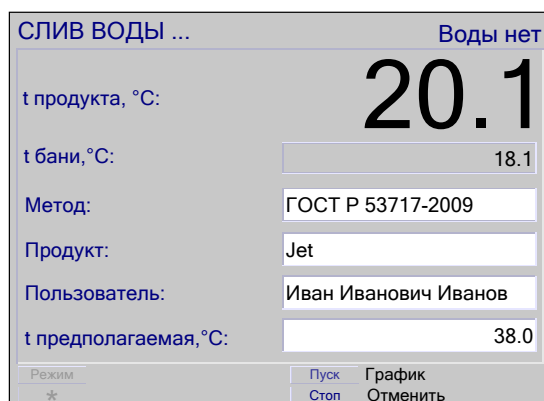 СЛИВ ВОДЫ ... Воды нет
t продукта, °C: 20.1
t бани,°C: 18.1
Метод: ГОСТ Р 53717-2009
Продукт: Jet
Пользователь: Иван Иванович Иванов
t предполагаемая,°C: 38.0
Режим Пуск График
* Стоп Отменить